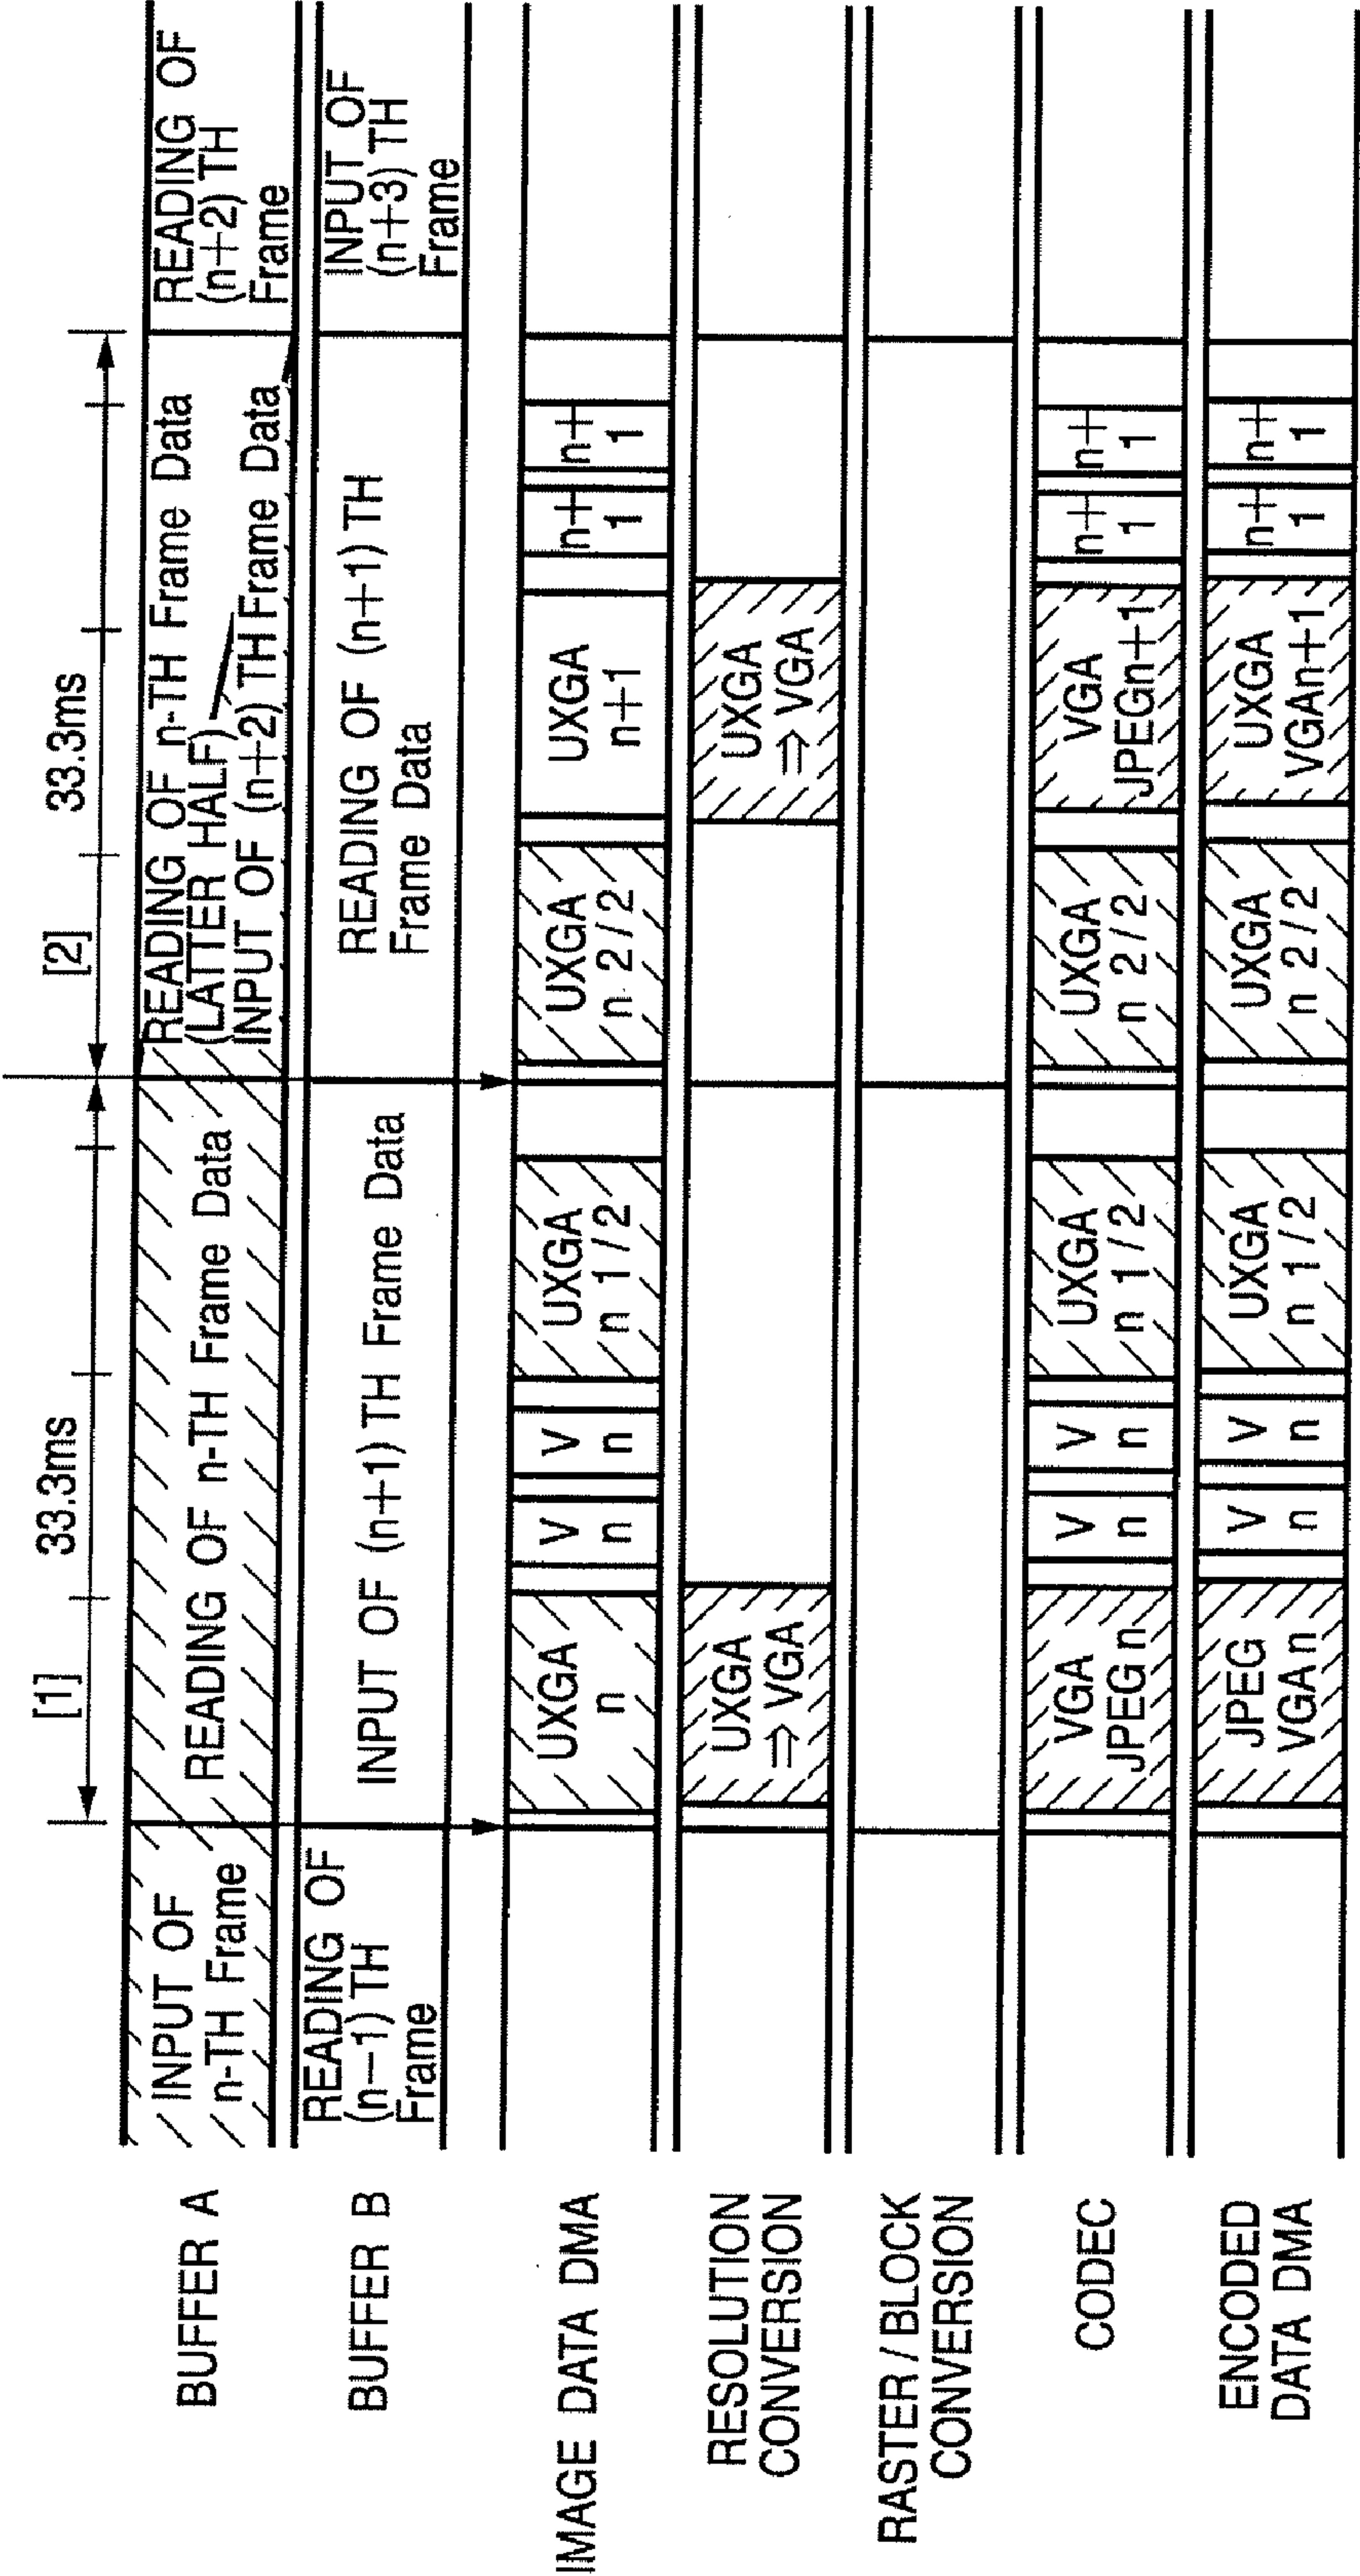 [1]
33.3ms
[2]
33.3ms
BUFFER A
INPUT OF
n-TH Frame
READING OF n-TH Frame Data
READING OF n-TH Frame Data
(LATTER HALF)
INPUT OF (n+2) TH Frame Data
READING OF
(n+2) TH
Frame
BUFFER B
READING OF
(n−1) TH
Frame
INPUT OF (n+1) TH Frame Data
READING OF (n+1) TH
Frame Data
INPUT OF
(n+3) TH
Frame
IMAGE DATA DMA
UXGA
n
V
n
V
n
UXGA
n 1/2
UXGA
n 2/2
UXGA
n+1
n+
1
n+
1
RESOLUTION
CONVERSION
UXGA
⇒ VGA
UXGA
⇒ VGA
RASTER/BLOCK
CONVERSION
CODEC
VGA
JPEG n
V
n
V
n
UXGA
n 1/2
UXGA
n 2/2
VGA
JPEGn+1
n+
1
n+
1
ENCODED
DATA DMA
JPEG
VGA n
V
n
V
n
UXGA
n 1/2
UXGA
n 2/2
UXGA
VGAn+1
n+
1
n+
1